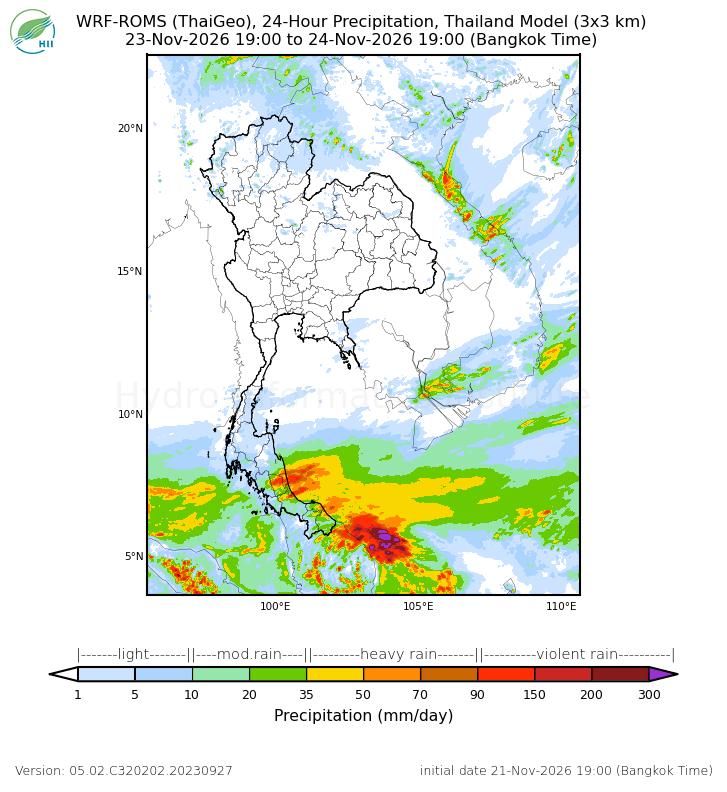 WRF-ROMS (ThaiGeo), 24-Hour Precipitation, Thailand Model (3x3 km)
23-Nov-2026 19:00 to 24-Nov-2026 19:00 (Bangkok Time)
HII
20°N
15°N
10°N
5°N
100°E 105°E 110°E
|-------light-------||----mod.rain----||---------heavy rain---------||----------violent rain----------|
1 5 10 20 35 50 70 90 150 200 300
Precipitation (mm/day)
Version: 05.02.C320202.20230927
initial date 21-Nov-2026 19:00 (Bangkok Time)